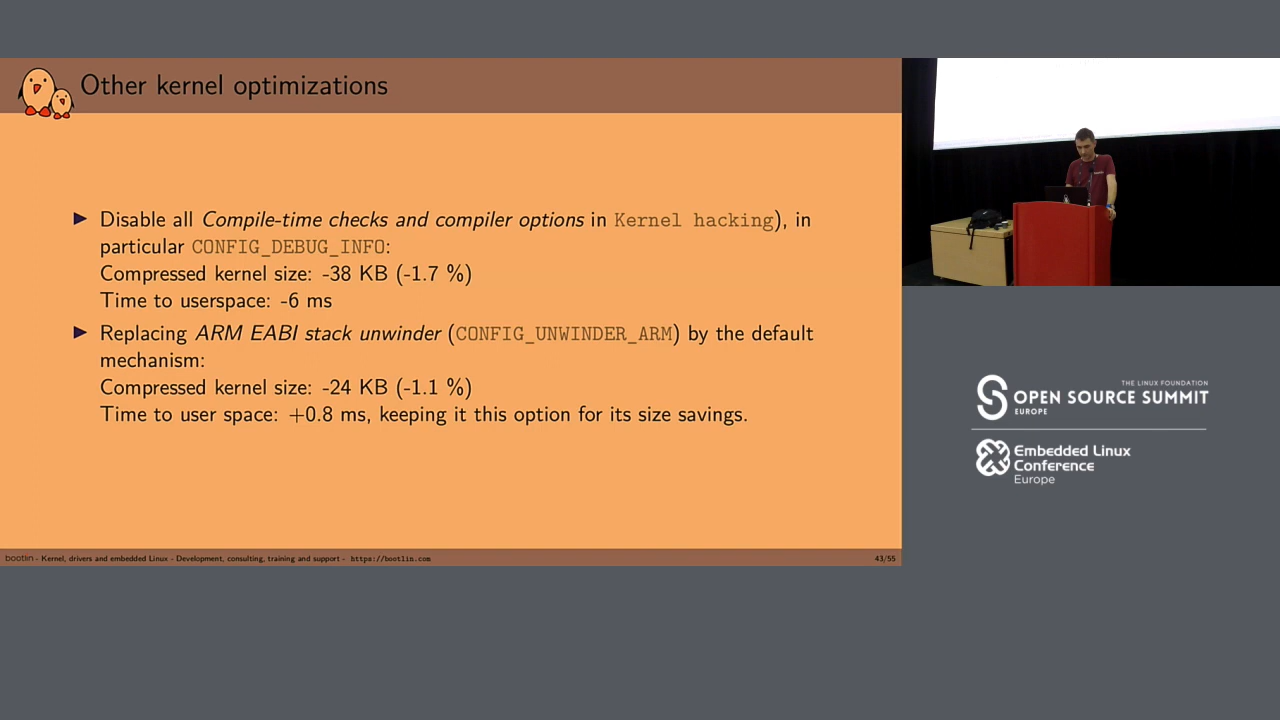 Other kernel optimizations
▶ Disable all Compile-time checks and compiler options in Kernel hacking), in
particular CONFIG_DEBUG_INFO:
Compressed kernel size: -38 KB (-1.7 %)
Time to userspace: -6 ms
▶ Replacing ARM EABI stack unwinder (CONFIG_UNWINDER_ARM) by the default
mechanism:
Compressed kernel size: -24 KB (-1.1 %)
Time to user space: +0.8 ms, keeping it this option for its size savings.
bootlin - Kernel, drivers and embedded Linux - Development, consulting, training and support - https://bootlin.com
43/55
THE LINUX FOUNDATION
OPEN SOURCE SUMMIT
EUROPE
Embedded Linux
Conference
Europe